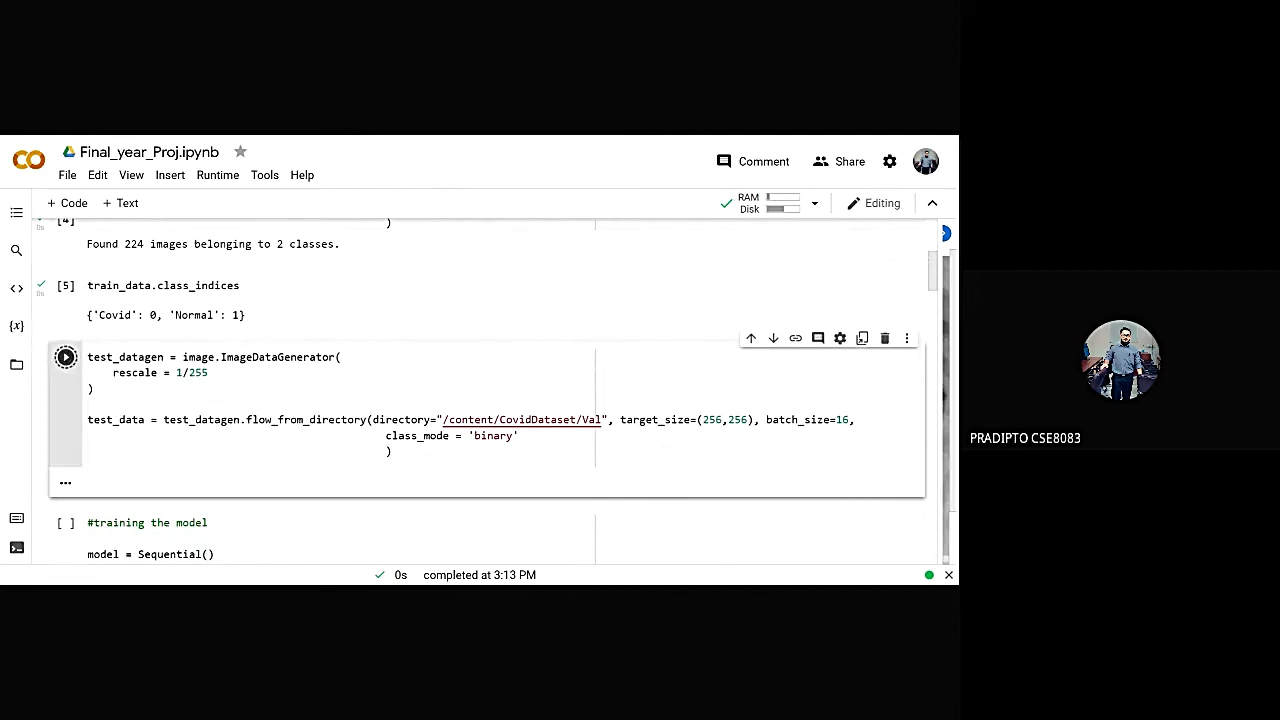 Final_year_Proj.ipynb
Comment
Share
File Edit View Insert Runtime Tools Help
+ Code + Text
RAM
Disk
Editing
[4]
0s
)
Found 224 images belonging to 2 classes.
[5] train_data.class_indices
0s
{'Covid': 0, 'Normal': 1}
test_datagen = image.ImageDataGenerator(
rescale = 1/255
)
test_data = test_datagen.flow_from_directory(directory="/content/CovidDataset/Val", target_size=(256,256), batch_size=16,
class_mode = 'binary'
)
...
[ ] #training the model
model = Sequential()
0s completed at 3:13 PM
PRADIPTO CSE8083